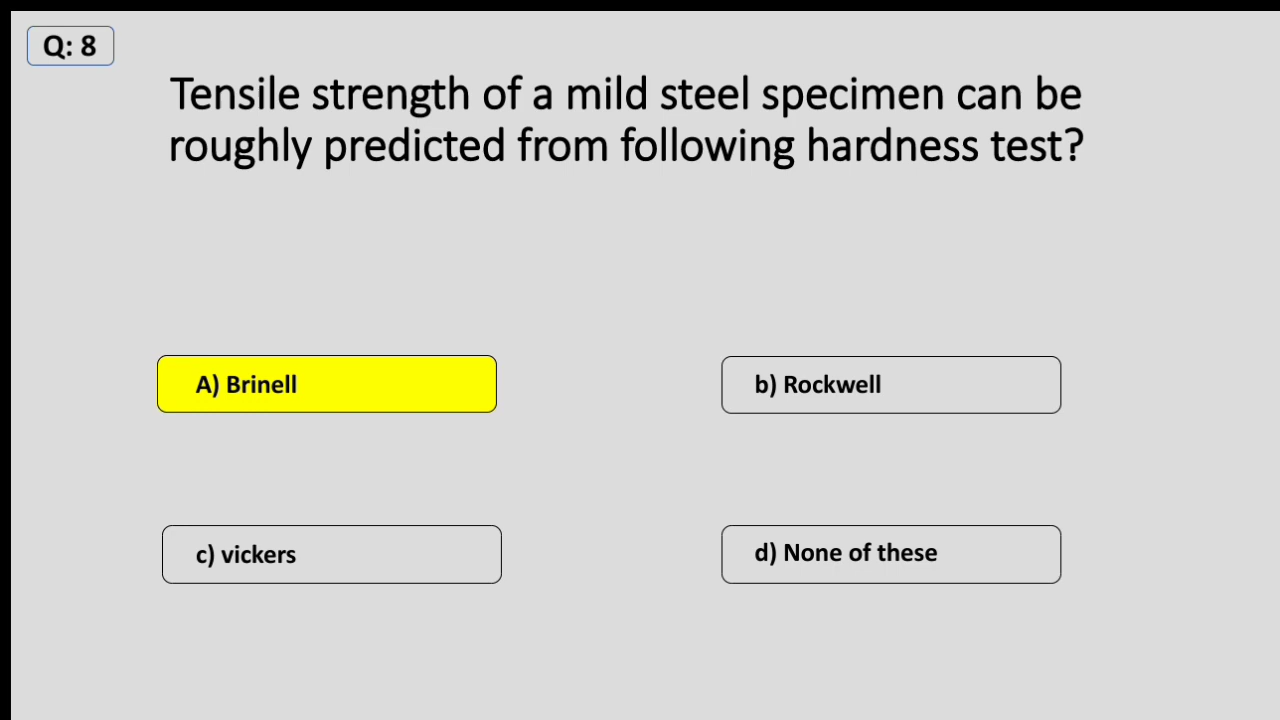 Q: 8
Tensile strength of a mild steel specimen can be
roughly predicted from following hardness test?
A) Brinell
b) Rockwell
c) vickers
d) None of these